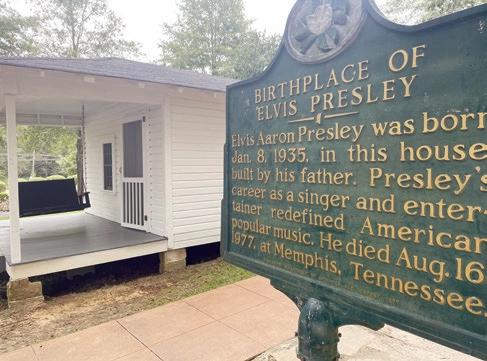 BIRTHPLACE OF
ELVIS PRESLEY
Elvis Aaron Presley was born
Jan. 8, 1935, in this house
built by his father. Presley's
career as a singer and enter-
tainer redefined American
popular music. He died Aug. 16,
1977, at Memphis, Tennessee.